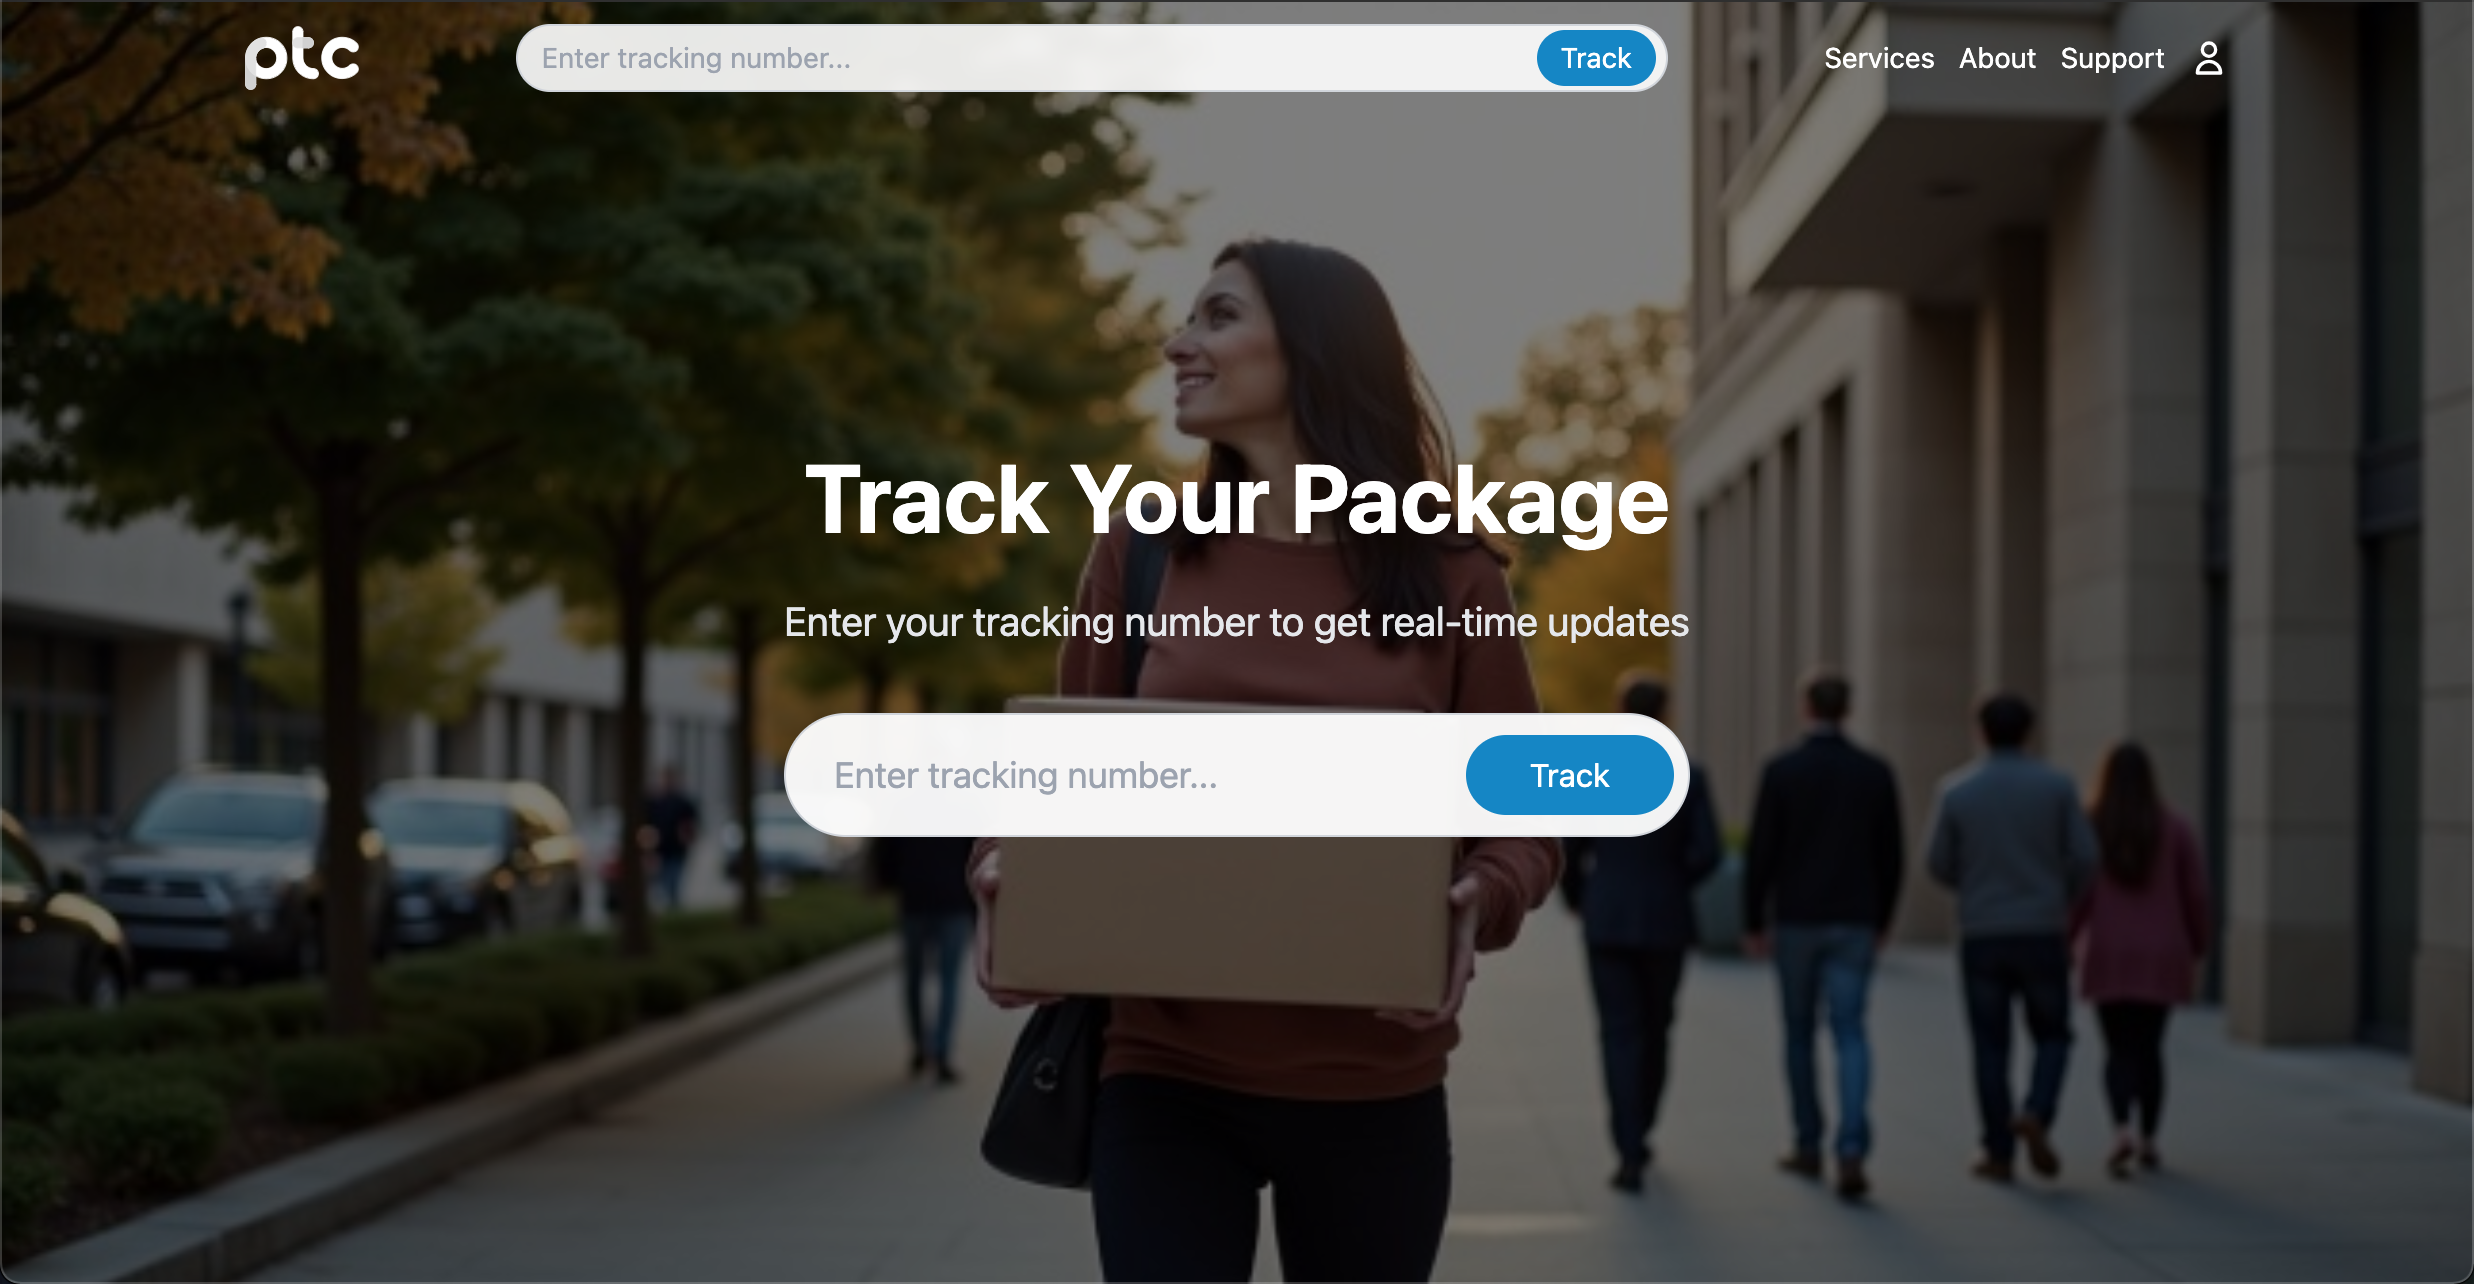 ptc
Enter tracking number...
Track
Services
About
Support
Track Your Package
Enter your tracking number to get real-time updates
Enter tracking number...
Track